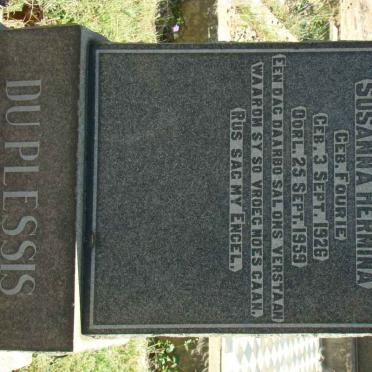 SUSANNA HERMINA
GEB. FOURIE
GEB. 3 SEPT. 1926
OORL. 25 SEPT. 1959
EEN DAG DAARBO SAL ONS VERSTAAN
WAAROM SY SO VROEG MOES GAAN.
RUS SAG MY ENGEL.
DU PLESSIS